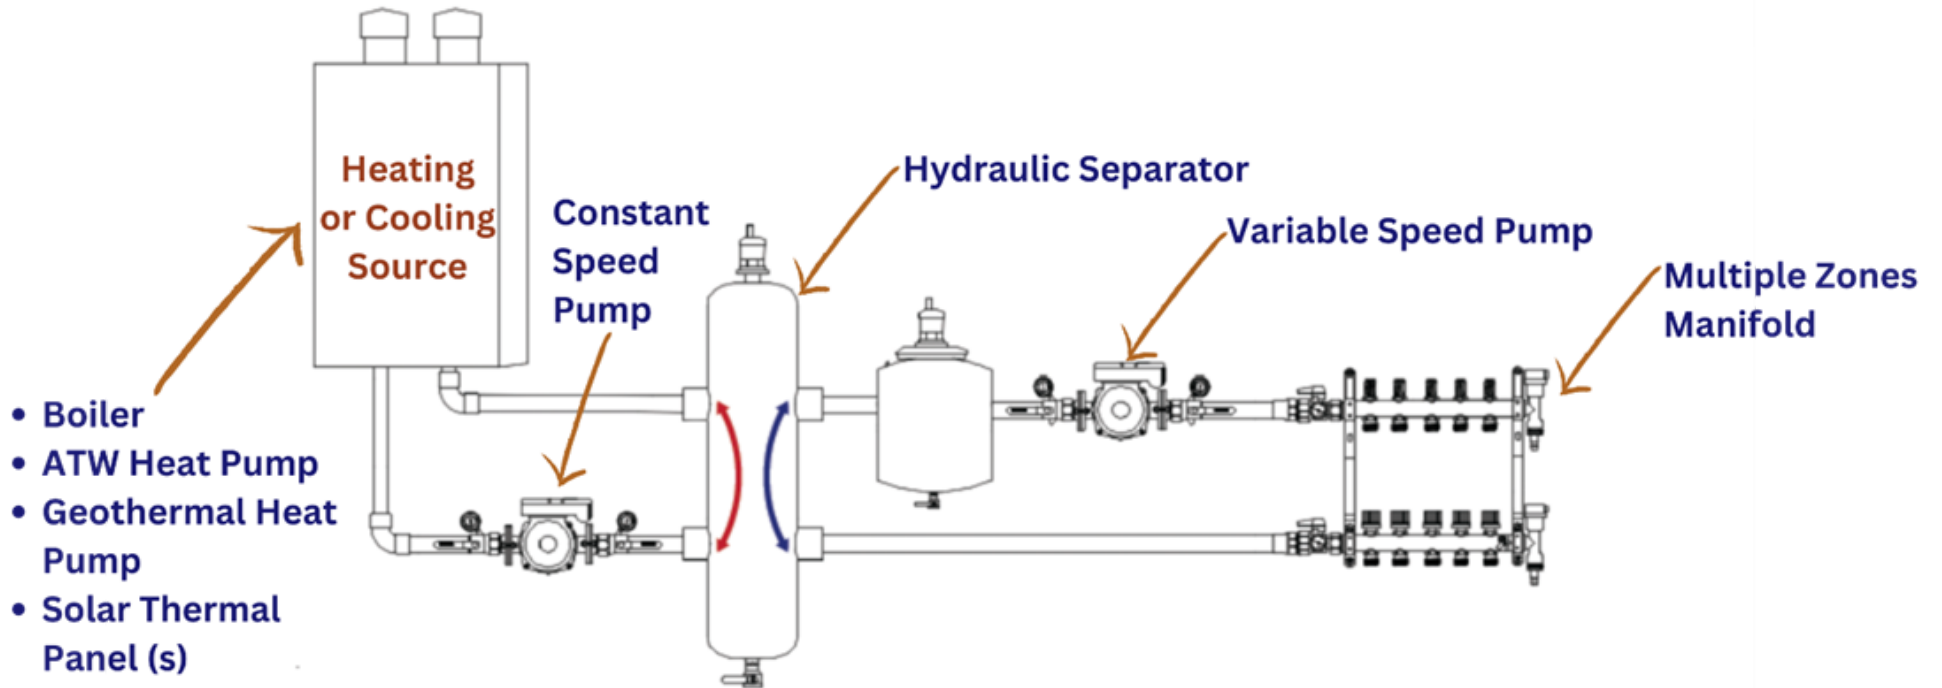 Heating
or Cooling
Source
Constant
Speed
Pump
Hydraulic Separator
Variable Speed Pump
Multiple Zones
Manifold
• Boiler
• ATW Heat Pump
• Geothermal Heat
Pump
• Solar Thermal
Panel (s)